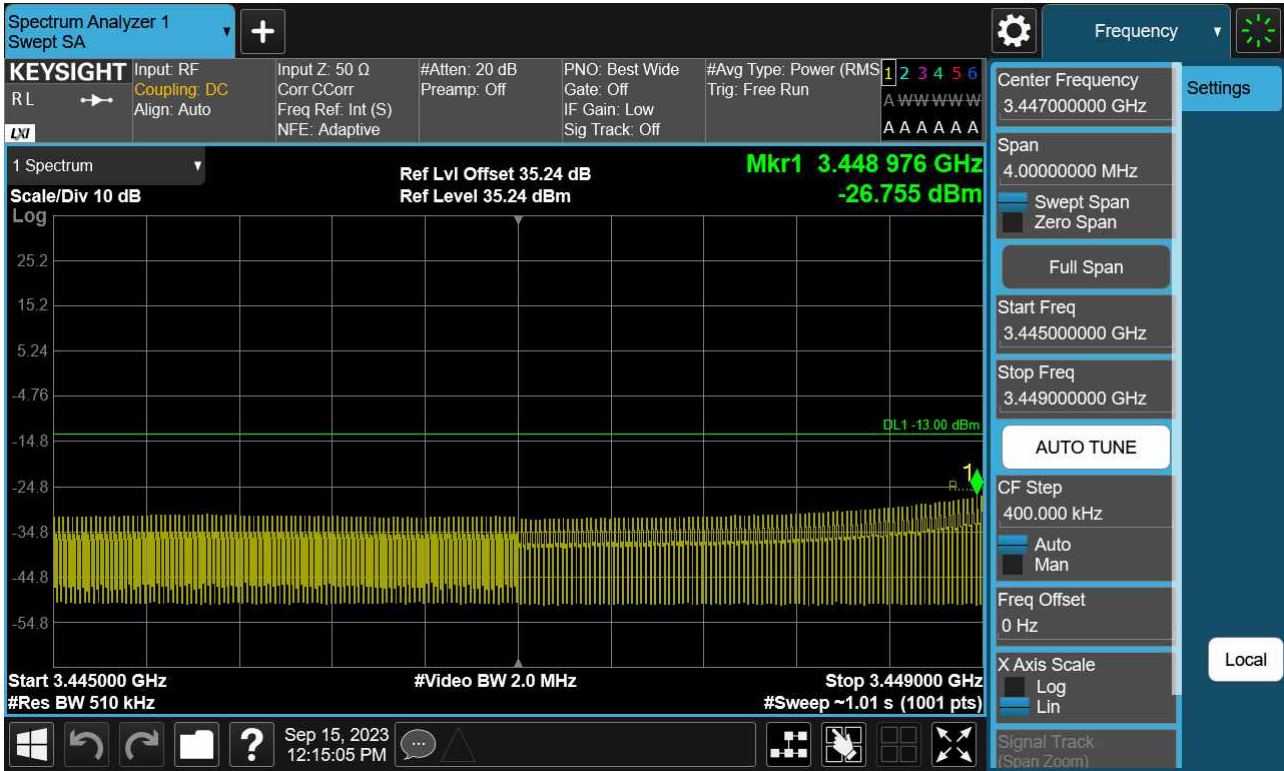 Spectrum Analyzer 1
Swept SA
+
Frequency
KEYSIGHT
R L
LXI
Input: RF
Coupling: DC
Align: Auto
Input Z: 50 Ω
Corr CCorr
Freq Ref: Int (S)
NFE: Adaptive
#Atten: 20 dB
Preamp: Off
PNO: Best Wide
Gate: Off
IF Gain: Low
Sig Track: Off
#Avg Type: Power (RMS
Trig: Free Run
1 2 3 4 5 6
A W W W W W
A A A A A A
1 Spectrum
Scale/Div 10 dB
Log
Ref Lvl Offset 35.24 dB
Ref Level 35.24 dBm
Mkr1 3.448 976 GHz
-26.755 dBm
25.2
15.2
5.24
-4.76
-14.8
-24.8
-34.8
-44.8
-54.8
DL1 -13.00 dBm
1
Start 3.445000 GHz
#Res BW 510 kHz
#Video BW 2.0 MHz
Stop 3.449000 GHz
#Sweep ~1.01 s (1001 pts)
Center Frequency
3.447000000 GHz
Span
4.00000000 MHz
Swept Span
Zero Span
Full Span
Start Freq
3.445000000 GHz
Stop Freq
3.449000000 GHz
AUTO TUNE
CF Step
400.000 kHz
Auto
Man
Freq Offset
0 Hz
X Axis Scale
Log
Lin
Signal Track
(Span Zoom)
Settings
Local
?
Sep 15, 2023
12:15:05 PM